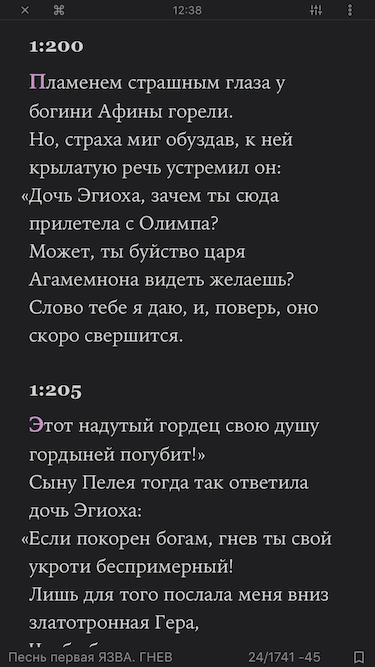 12:38
1:200
Пламенем страшным глаза у
богини Афины горели.
Но, страха миг обуздав, к ней
крылатую речь устремил он:
«Дочь Эгиоха, зачем ты сюда
прилетела с Олимпа?
Может, ты буйство царя
Агамемнона видеть желаешь?
Слово тебе я даю, и, поверь, оно
скоро свершится.
1:205
Этот надутый гордец свою душу
гордыней погубит!»
Сыну Пелея тогда так ответила
дочь Эгиоха:
«Если покорен богам, гнев ты свой
укроти беспримерный!
Лишь для того послала меня вниз
златотронная Гера,
Песнь первая ЯЗВА. ГНЕВ 24/1741 -45